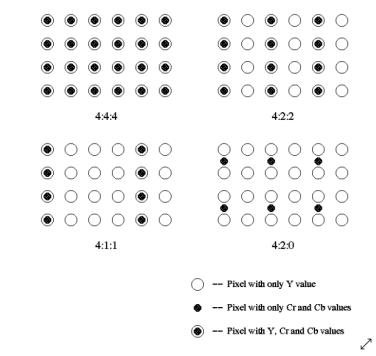 4:4:4
4:2:2
4:1:1
4:2:0
–– Pixel with only Y value
–– Pixel with only Cr and Cb values
–– Pixel with Y, Cr and Cb values